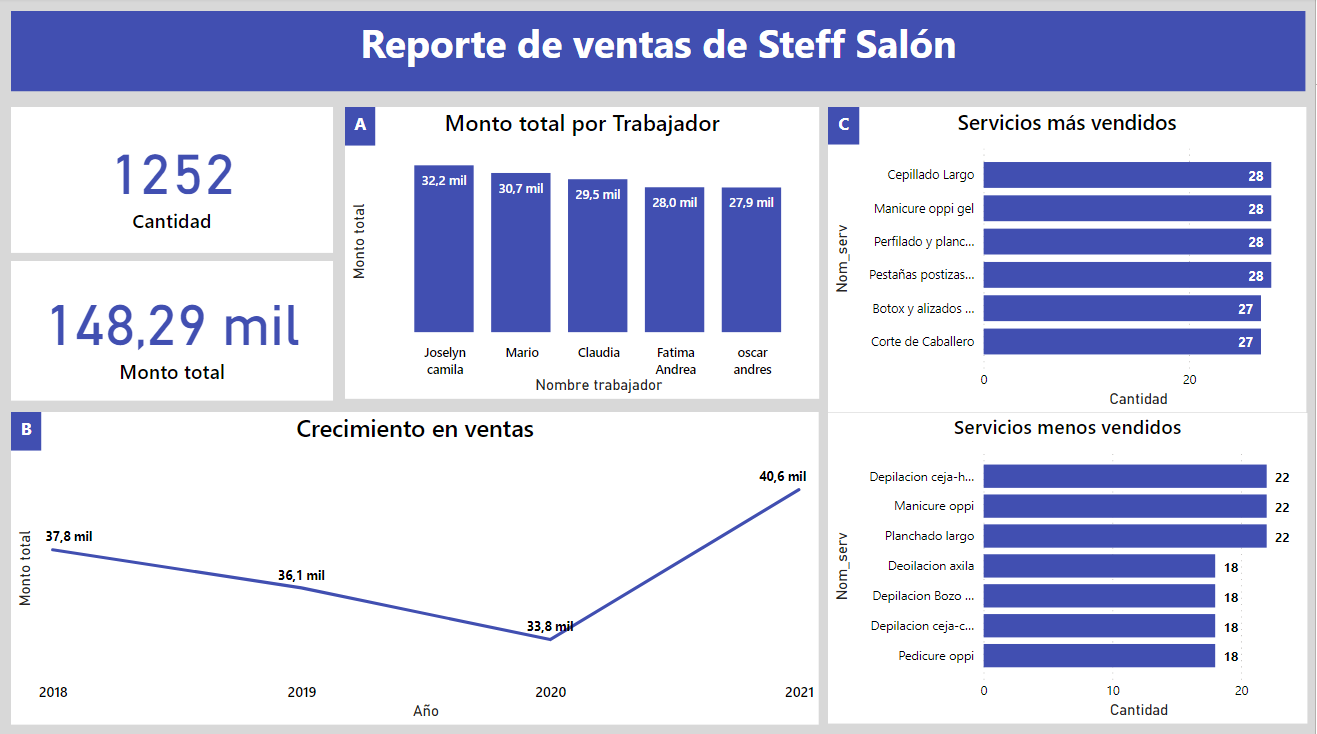 Reporte de ventas de Steff Salón
1252
Cantidad
148,29 mil
Monto total
A
Monto total por Trabajador
Monto total
32,2 mil
30,7 mil
29,5 mil
28,0 mil
27,9 mil
Joselyn camila
Mario
Claudia
Fatima Andrea
oscar andres
Nombre trabajador
B
Crecimiento en ventas
Monto total
37,8 mil
36,1 mil
33,8 mil
40,6 mil
2018
2019
2020
2021
Año
C
Servicios más vendidos
Nom_serv
Cepillado Largo 28
Manicure oppi gel 28
Perfilado y planc... 28
Pestañas postizas... 28
Botox y alizados ... 27
Corte de Caballero 27
0 20
Cantidad
Servicios menos vendidos
Nom_serv
Depilacion ceja-h... 22
Manicure oppi 22
Planchado largo 22
Deoilacion axila 18
Depilacion Bozo ... 18
Depilacion ceja-c... 18
Pedicure oppi 18
0 10 20
Cantidad